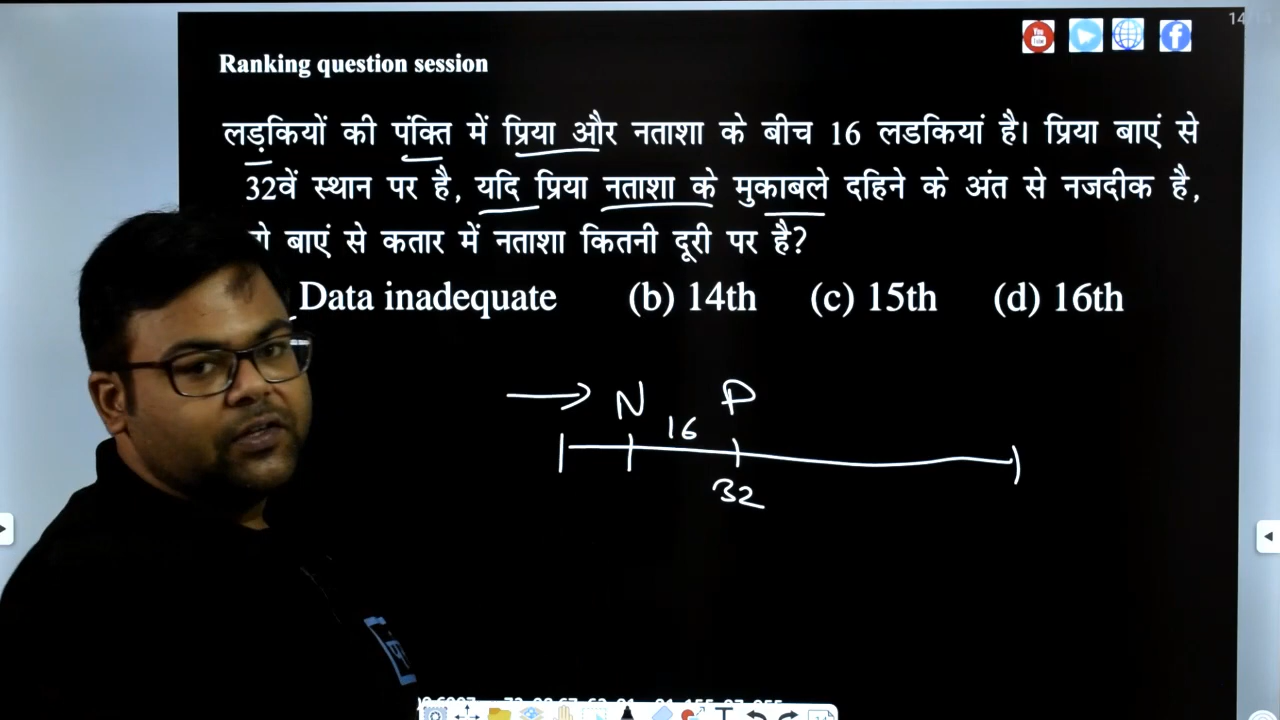 14/
Ranking question session
लड़कियों की पंक्ति में प्रिया और नताशा के बीच 16 लडकियां है। प्रिया बाएं से
32वें स्थान पर है, यदि प्रिया नताशा के मुकाबले दहिने के अंत से नजदीक है,
बाएं से कतार में नताशा कितनी दूरी पर है?
Data inadequate (b) 14th (c) 15th (d) 16th
N P
16
32